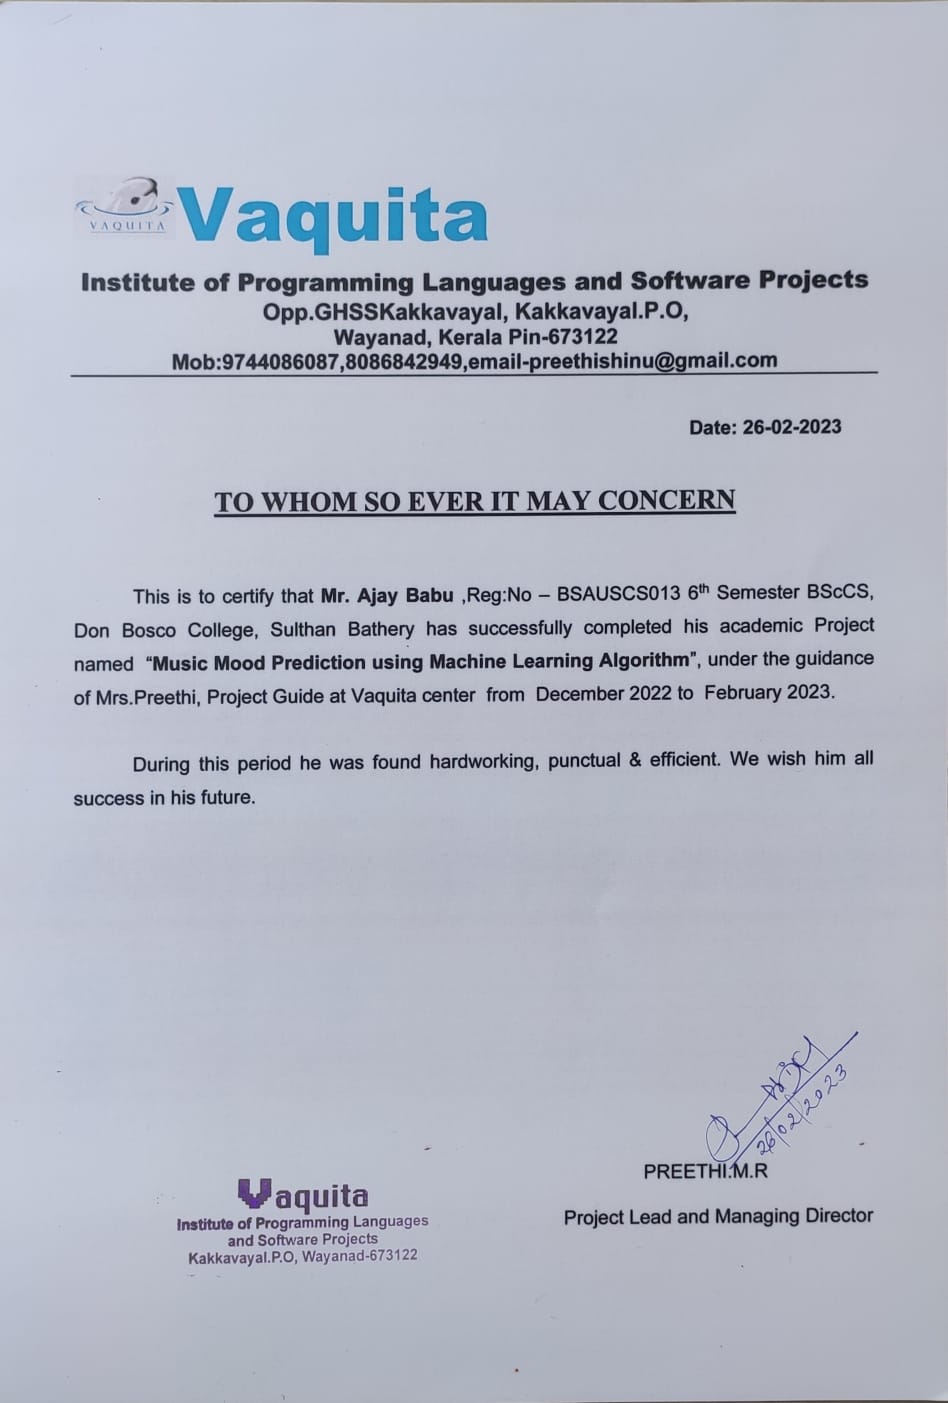 VAQUITA
Vaquita
Institute of Programming Languages and Software Projects
Opp.GHSSKakkavayal, Kakkavayal.P.O,
Wayanad, Kerala Pin-673122
Mob:9744086087,8086842949,email-preethishinu@gmail.com
Date: 26-02-2023
TO WHOM SO EVER IT MAY CONCERN
This is to certify that Mr. Ajay Babu ,Reg:No – BSAUSCS013 6th Semester BScCS,
Don Bosco College, Sulthan Bathery has successfully completed his academic Project
named “Music Mood Prediction using Machine Learning Algorithm”, under the guidance
of Mrs.Preethi, Project Guide at Vaquita center from December 2022 to February 2023.
During this period he was found hardworking, punctual & efficient. We wish him all
success in his future.
26/02/2023
PREETHI.M.R
Project Lead and Managing Director
Vaquita
Institute of Programming Languages
and Software Projects
Kakkavayal.P.O, Wayanad-673122